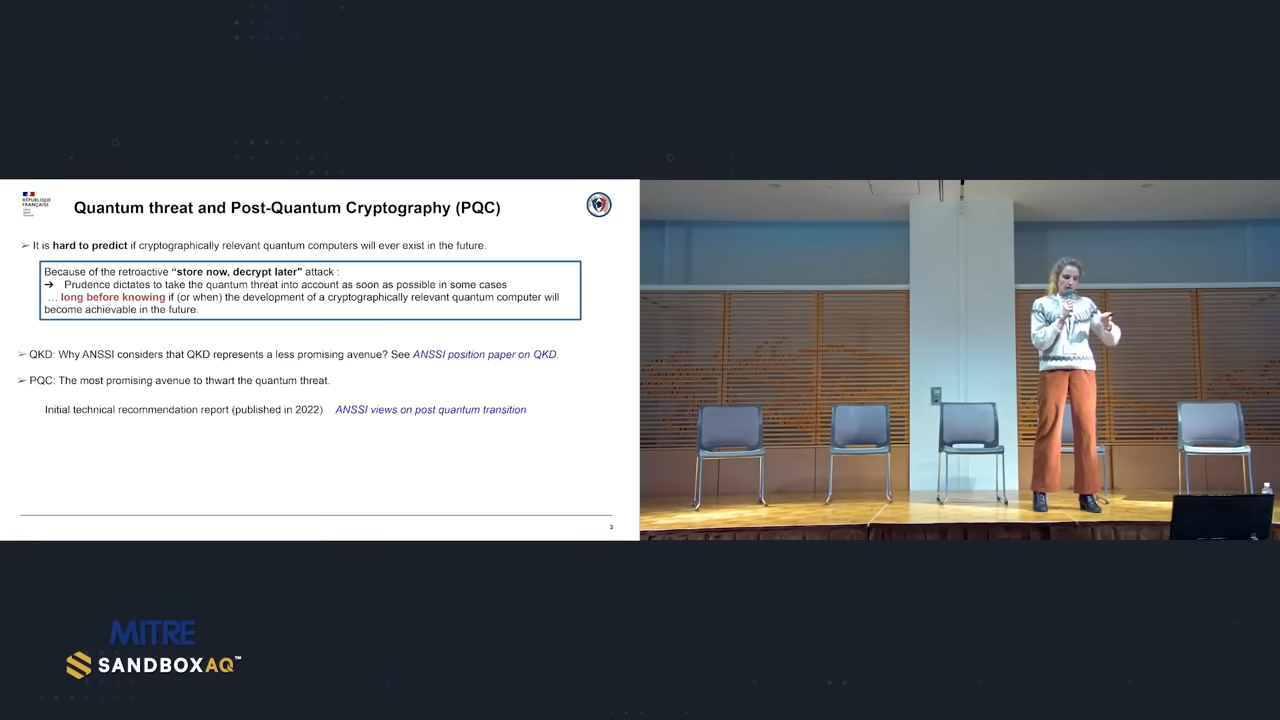 RÉPUBLIQUE
FRANÇAISE
Quantum threat and Post-Quantum Cryptography (PQC)
➢ It is hard to predict if cryptographically relevant quantum computers will ever exist in the future.
Because of the retroactive “store now, decrypt later” attack :
➔ Prudence dictates to take the quantum threat into account as soon as possible in some cases
… long before knowing if (or when) the development of a cryptographically relevant quantum computer will
become achievable in the future.
➢ QKD: Why ANSSI considers that QKD represents a less promising avenue? See ANSSI position paper on QKD.
➢ PQC: The most promising avenue to thwart the quantum threat.
Initial technical recommendation report (published in 2022) ANSSI views on post quantum transition
3
MITRE
SANDBOXAQ™